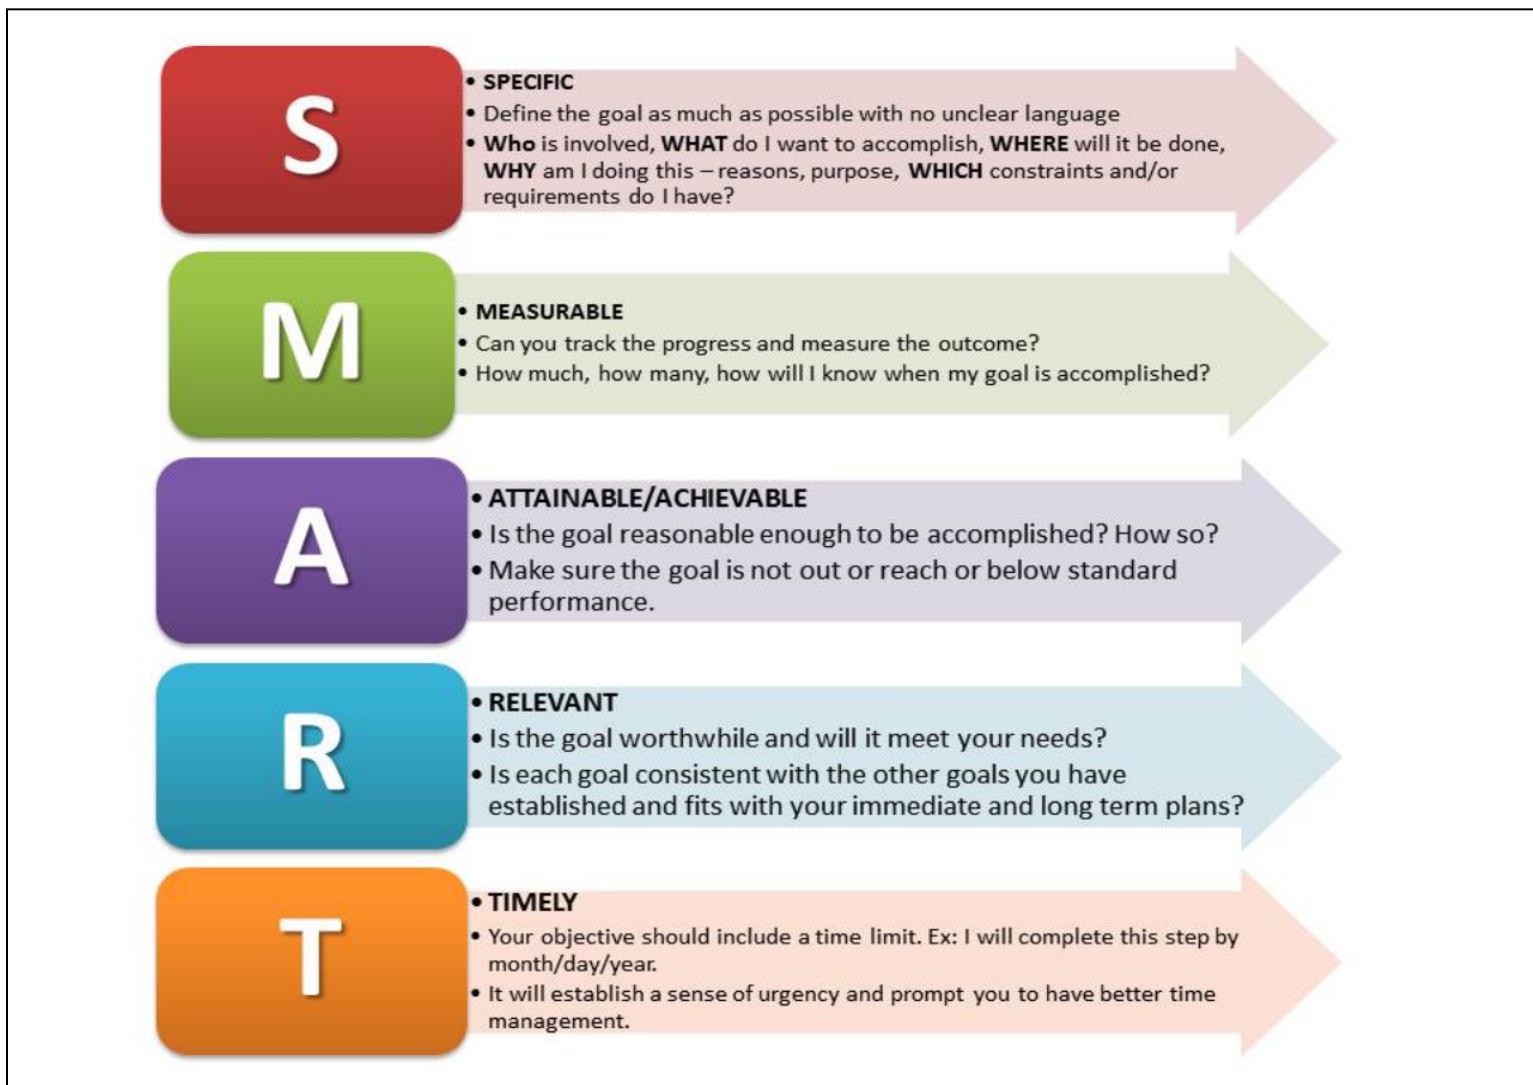 S
• SPECIFIC
• Define the goal as much as possible with no unclear language
• Who is involved, WHAT do I want to accomplish, WHERE will it be done,
WHY am I doing this – reasons, purpose, WHICH constraints and/or
requirements do I have?
M
• MEASURABLE
• Can you track the progress and measure the outcome?
• How much, how many, how will I know when my goal is accomplished?
A
• ATTAINABLE/ACHIEVABLE
• Is the goal reasonable enough to be accomplished? How so?
• Make sure the goal is not out or reach or below standard
performance.
R
• RELEVANT
• Is the goal worthwhile and will it meet your needs?
• Is each goal consistent with the other goals you have
established and fits with your immediate and long term plans?
T
• TIMELY
• Your objective should include a time limit. Ex: I will complete this step by
month/day/year.
• It will establish a sense of urgency and prompt you to have better time
management.